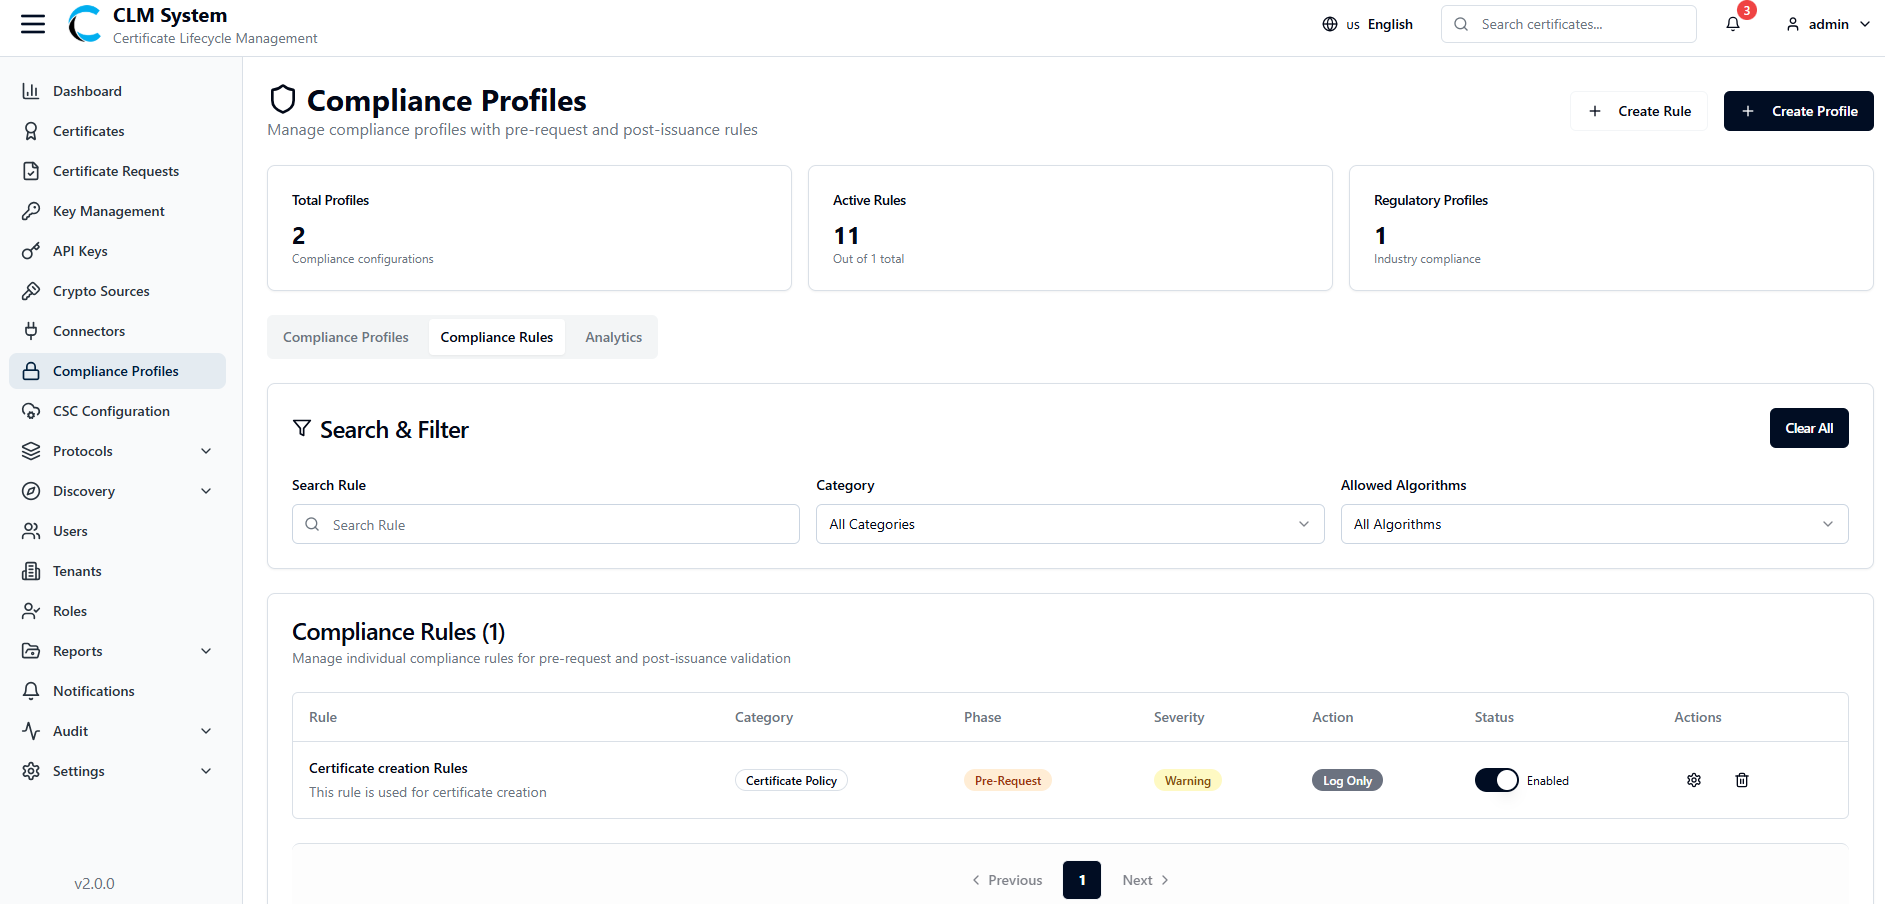 CLM System
Certificate Lifecycle Management
us English
Search certificates...
3
admin
Dashboard
Certificates
Certificate Requests
Key Management
API Keys
Crypto Sources
Connectors
Compliance Profiles
CSC Configuration
Protocols
Discovery
Users
Tenants
Roles
Reports
Notifications
Audit
Settings
v2.0.0
Compliance Profiles
Manage compliance profiles with pre-request and post-issuance rules
Create Rule
Create Profile
Total Profiles
2
Compliance configurations
Active Rules
11
Out of 1 total
Regulatory Profiles
1
Industry compliance
Compliance Profiles
Compliance Rules
Analytics
Search & Filter
Clear All
Search Rule
Search Rule
Category
All Categories
Allowed Algorithms
All Algorithms
Compliance Rules (1)
Manage individual compliance rules for pre-request and post-issuance validation
Rule Category Phase Severity Action Status Actions
Certificate creation Rules
This rule is used for certificate creation
Certificate Policy
Pre-Request
Warning
Log Only
Enabled
Previous 1 Next